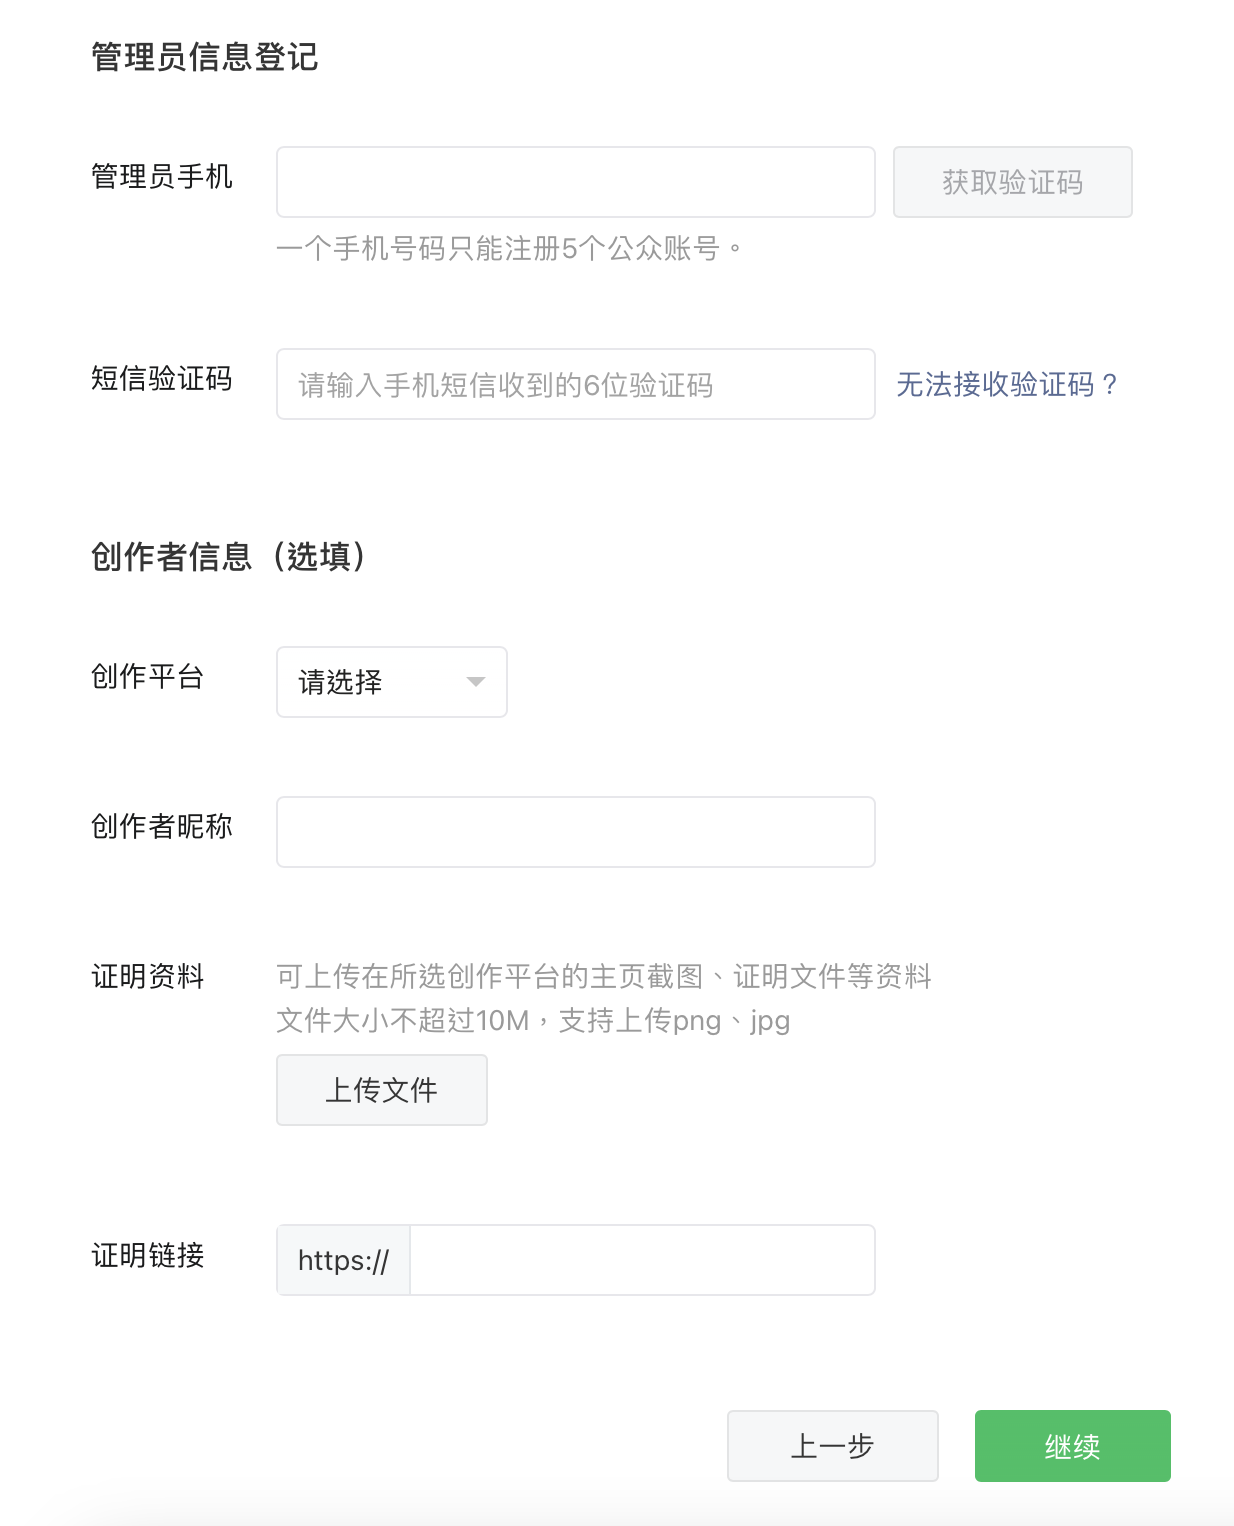 管理员信息登记
管理员手机
获取验证码
一个手机号码只能注册5个公众账号。
短信验证码
请输入手机短信收到的6位验证码
无法接收验证码？
创作者信息（选填）
创作平台
请选择
创作者昵称
证明资料
可上传在所选创作平台的主页截图、证明文件等资料
文件大小不超过10M，支持上传png、jpg
上传文件
证明链接
https://
上一步
继续